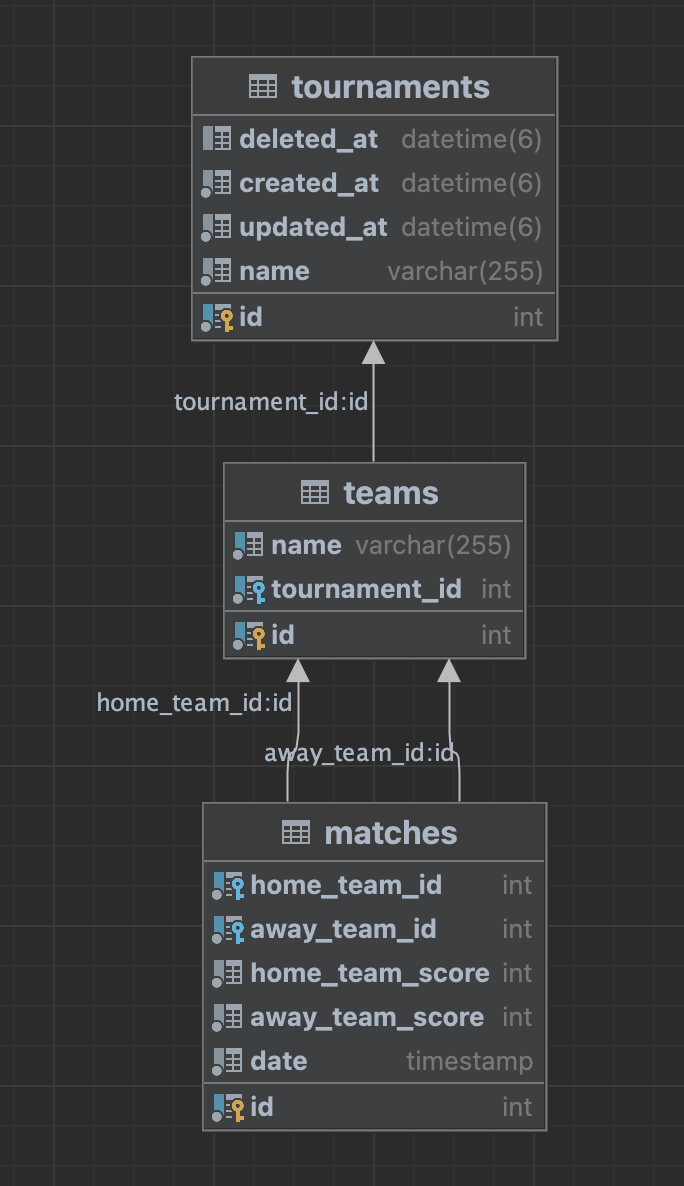 tournaments
deleted_at datetime(6)
created_at datetime(6)
updated_at datetime(6)
name varchar(255)
id int
tournament_id:id
teams
name varchar(255)
tournament_id int
id int
home_team_id:id
away_team_id:id
matches
home_team_id int
away_team_id int
home_team_score int
away_team_score int
date timestamp
id int